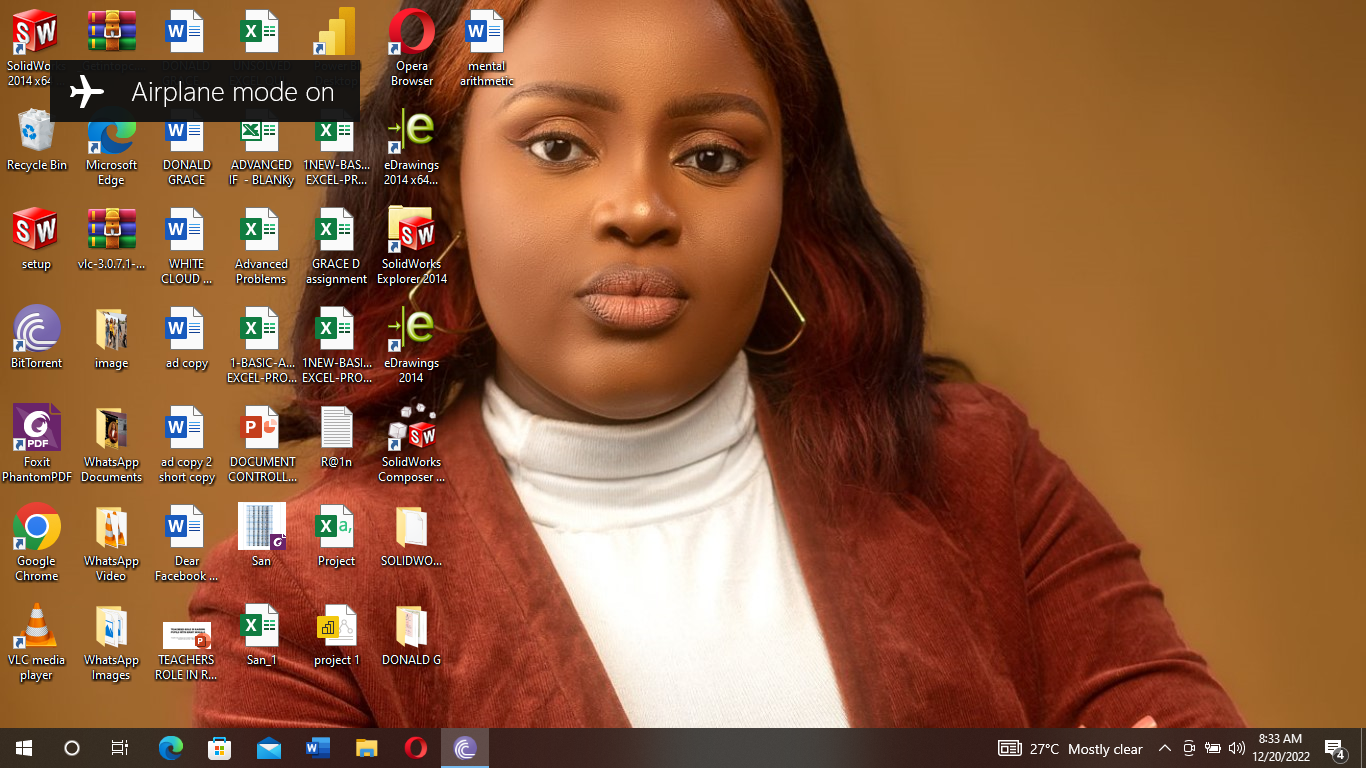 SolidWorks
2014 x64...
Opera
Browser
mental
arithmetic
Airplane mode on
Recycle Bin
Microsoft
Edge
DONALD
GRACE
ADVANCED
IF - BLANKy
1NEW-BAS...
EXCEL-PR...
eDrawings
2014 x64...
setup
vlc-3.0.7.1-...
WHITE
CLOUD ...
Advanced
Problems
GRACE D
assignment
SolidWorks
Explorer 2014
BitTorrent
image
ad copy
1-BASIC-A...
EXCEL-PRO...
1NEW-BASI...
EXCEL-PRO...
eDrawings
2014
PDF
Foxit
PhantomPDF
WhatsApp
Documents
ad copy 2
short copy
DOCUMENT
CONTROLL...
R@1n
SolidWorks
Composer ...
Google
Chrome
WhatsApp
Video
Dear
Facebook ...
San
Project
SOLIDWO...
VLC media
player
WhatsApp
Images
TEACHERS
ROLE IN R...
San_1
project 1
DONALD G
27°C Mostly clear
8:33 AM
12/20/2022
4